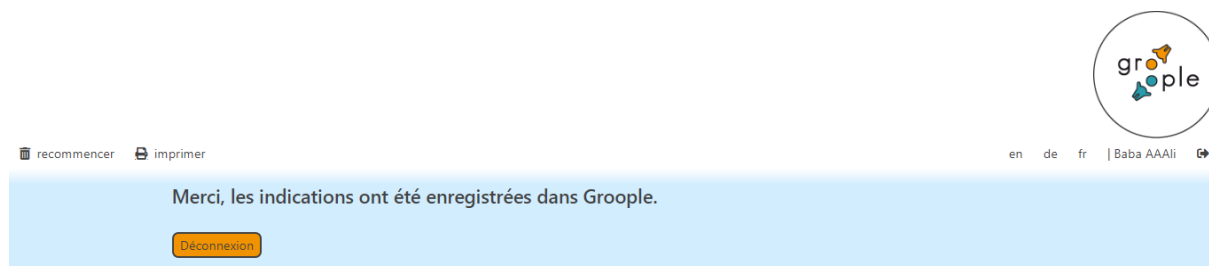 groople
recommencer imprimer en de fr | Baba AAAli
Merci, les indications ont été enregistrées dans Groople.
Déconnexion